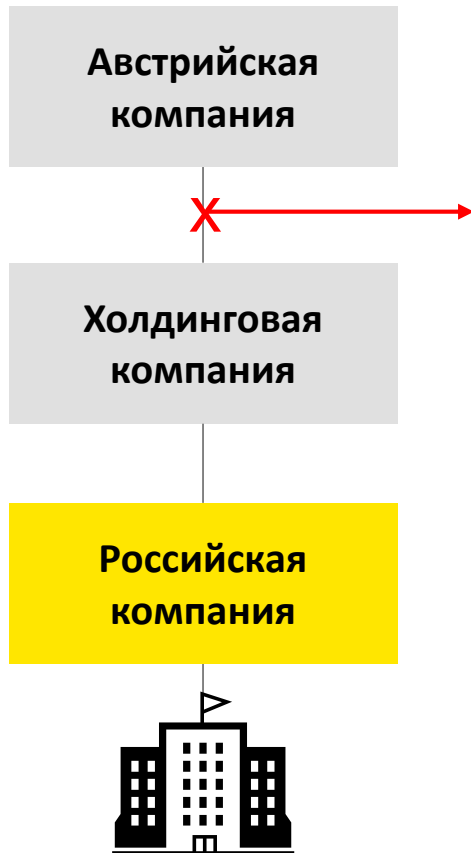 Австрийская
компания
X
Холдинговая
компания
Российская
компания